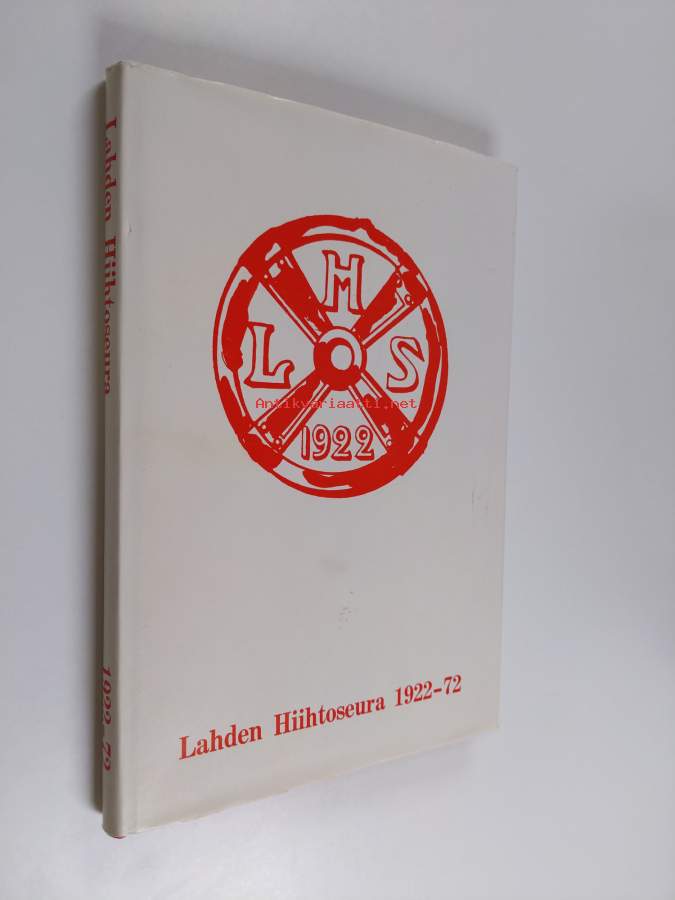 Lahden Hiihtoseura
1922-72
H
L S
Antikvariaatti.net
1922
Lahden Hiihtoseura 1922-72